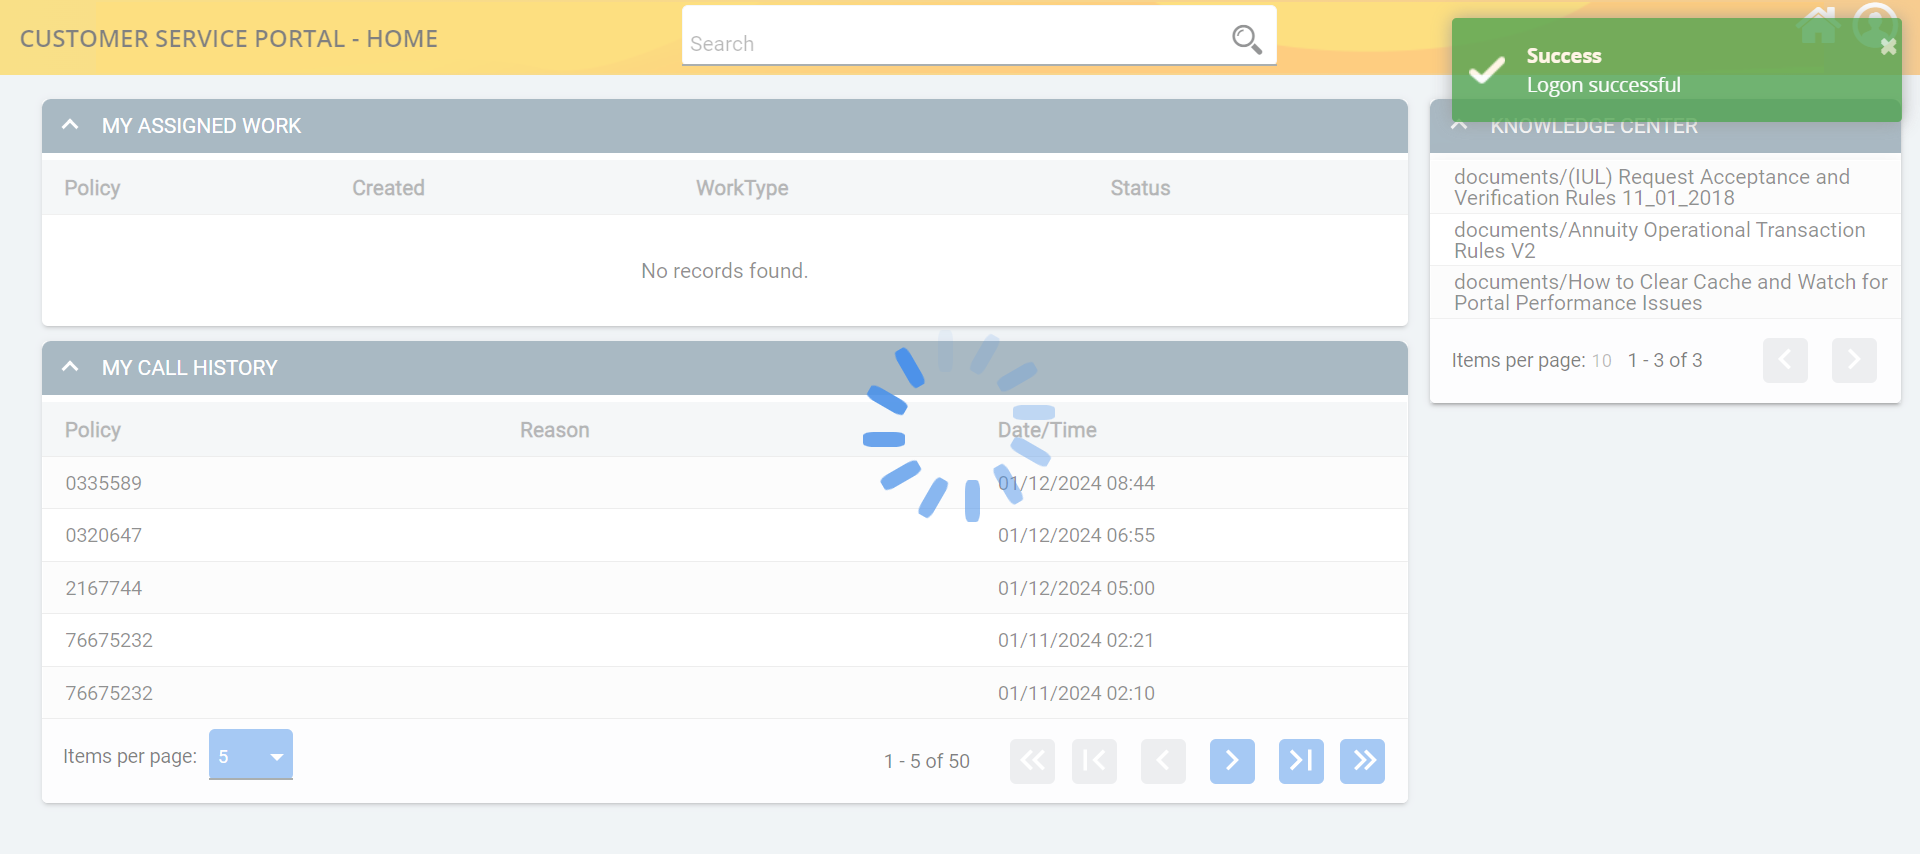 CUSTOMER SERVICE PORTAL - HOME
Search
Success
Logon successful
MY ASSIGNED WORK
Policy Created WorkType Status
No records found.
MY CALL HISTORY
Policy Reason Date/Time
0335589 01/12/2024 08:44
0320647 01/12/2024 06:55
2167744 01/12/2024 05:00
76675232 01/11/2024 02:21
76675232 01/11/2024 02:10
Items per page: 5 1 - 5 of 50
KNOWLEDGE CENTER
documents/(IUL) Request Acceptance and
Verification Rules 11_01_2018
documents/Annuity Operational Transaction
Rules V2
documents/How to Clear Cache and Watch for
Portal Performance Issues
Items per page: 10 1 - 3 of 3